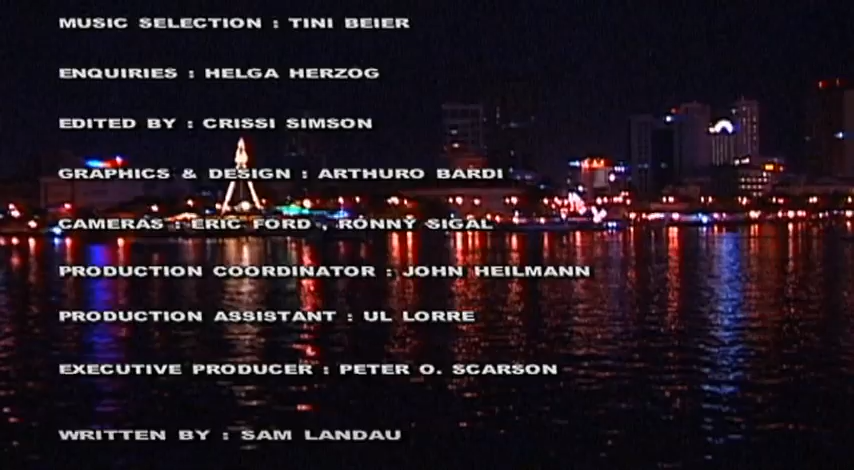 MUSIC SELECTION : TINI BEIER
ENQUIRIES : HELGA HERZOG
EDITED BY : CRISSI SIMSON
GRAPHICS & DESIGN : ARTHURO BARDI
CAMERAS : ERIC FORD , RONNY SIGAL
PRODUCTION COORDINATOR : JOHN HEILMANN
PRODUCTION ASSISTANT : UL LORRE
EXECUTIVE PRODUCER : PETER O. SCARSON
WRITTEN BY : SAM LANDAU